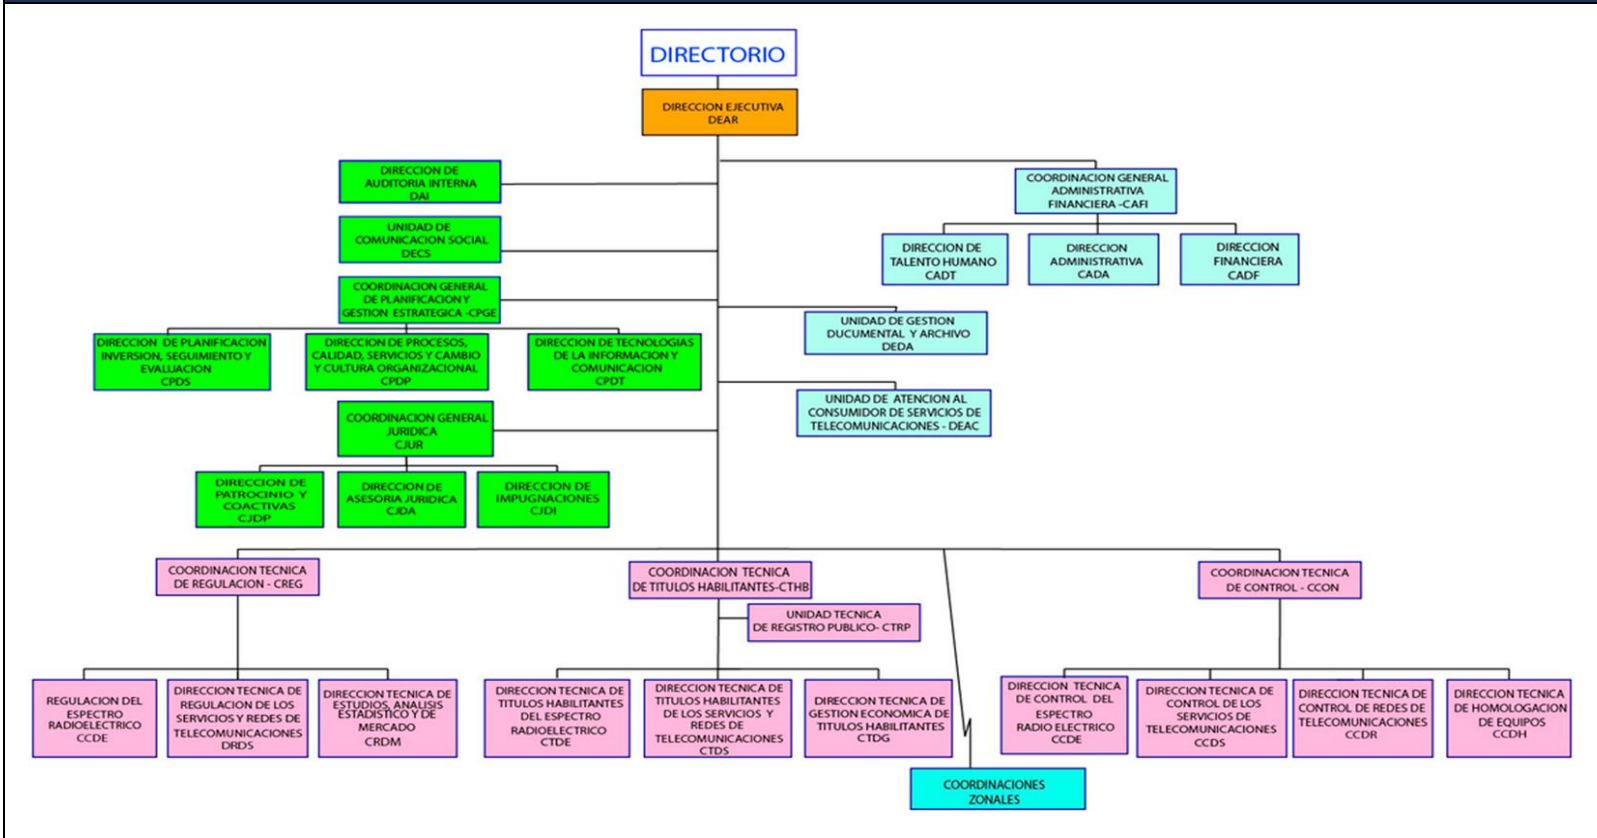 DIRECTORIO
DIRECCION EJECUTIVA
DEAR
DIRECCION DE
AUDITORIA INTERNA
DAI
UNIDAD DE
COMUNICACION SOCIAL
DECS
COORDINACION GENERAL
DE PLANIFICACION Y
GESTION ESTRATEGICA -CPGE
DIRECCION DE PLANIFICACION
INVERSION, SEGUIMIENTO Y
EVALUACION
CPDS
DIRECCION DE PROCESOS,
CALIDAD, SERVICIOS Y CAMBIO
Y CULTURA ORGANIZACIONAL
CPDP
DIRECCION DE TECNOLOGIAS
DE LA INFORMACION Y
COMUNICACION
CPDT
COORDINACION GENERAL
JURIDICA
CJUR
DIRECCION DE
PATROCINIO Y
COACTIVAS
CJDP
DIRECCION DE
ASESORIA JURIDICA
CJDA
DIRECCION DE
IMPUGNACIONES
CJDI
COORDINACION GENERAL
ADMINISTRATIVA
FINANCIERA -CAFI
DIRECCION DE
TALENTO HUMANO
CADT
DIRECCION
ADMINISTRATIVA
CADA
DIRECCION
FINANCIERA
CADF
UNIDAD DE GESTION
DUCUMENTAL Y ARCHIVO
DEDA
UNIDAD DE ATENCION AL
CONSUMIDOR DE SERVICIOS DE
TELECOMUNICACIONES - DEAC
COORDINACION TECNICA
DE REGULACION - CREG
COORDINACION TECNICA
DE TITULOS HABILITANTES-CTHB
COORDINACION TECNICA
DE CONTROL - CCON
UNIDAD TECNICA
DE REGISTRO PUBLICO- CTRP
REGULACION DEL
ESPECTRO
RADIOELECTRICO
CCDE
DIRECCION TECNICA DE
REGULACION DE LOS
SERVICIOS Y REDES DE
TELECOMUNICACIONES
DRDS
DIRECCION TECNICA DE
ESTUDIOS, ANALISIS
ESTADISTICO Y DE
MERCADO
CRDM
DIRECCION TECNICA DE
TITULOS HABILITANTES
DEL ESPECTRO
RADIOELECTRICO
CTDE
DIRECCION TECNICA DE
TITULOS HABILITANTES
DE LOS SERVICIOS Y
REDES DE
TELECOMUNICACIONES
CTDS
DIRECCION TECNICA DE
GESTION ECONOMICA DE
TITULOS HABILITANTES
CTDG
DIRECCION TECNICA
DE CONTROL DEL
ESPECTRO
RADIO ELECTRICO
CCDE
DIRECCION TECNICA DE
CONTROL DE LOS
SERVICIOS DE
TELECOMUNICACIONES
CCDS
DIRECCION TECNICA DE
CONTROL DE REDES DE
TELECOMUNICACIONES
CCDR
DIRECCION TECNICA
DE HOMOLOGACION
DE EQUIPOS
CCDH
COORDINACIONES
ZONALES